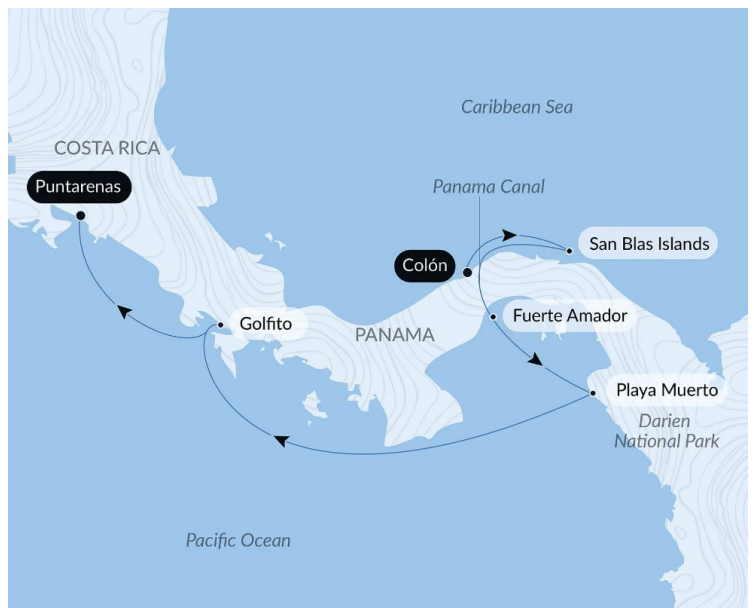 Caribbean Sea
COSTA RICA
Puntarenas
Panama Canal
San Blas Islands
Colón
Golfito
Fuerte Amador
PANAMA
Playa Muerto
Darien
National Park
Pacific Ocean